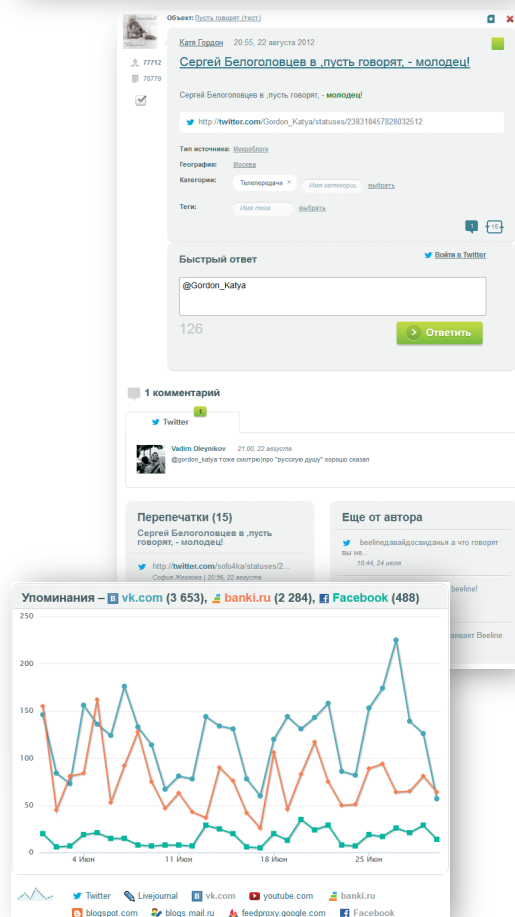 Объект: Пусть говорят (тест)
Катя Гордон 20:55, 22 августа 2012
77712
78779
Сергей Белоголовцев в ,пусть говорят, - молодец!
Сергей Белоголовцев в ,пусть говорят, - молодец!
http://twitter.com/Gordon_Katya/statuses/238318457828032512
Тип источника: Микроблоги
География: Москва
Категории: Телепередачи × Имя категории, выбрать
Теги: Имя тега выбрать
1 15
Быстрый ответ
Войти в Twitter
@Gordon_Katya
126
Ответить
1 комментарий
1
Twitter
Vadim Oleynikov 21:00, 22 августа
@gordon_katya тоже смотрю)про "русскую душу" хорошо сказал
Перепечатки (15)
Сергей Белоголовцев в ,пусть
говорят, - молодец!
http://twitter.com/sofo4ka/statuses/2...
София Жеалова | 20:56, 22 августа
Еще от автора
beelineдавайдосвиданья а что говорят
вы не...
10:44, 24 июля
beeline!
Beeline
Упоминания – vk.com (3 653), banki.ru (2 284), Facebook (488)
250
200
150
100
50
0
4 Июн 11 Июн 18 Июн 25 Июн
Twitter Livejournal vk.com youtube.com banki.ru
blogspot.com blogs.mail.ru feedproxy.google.com Facebook